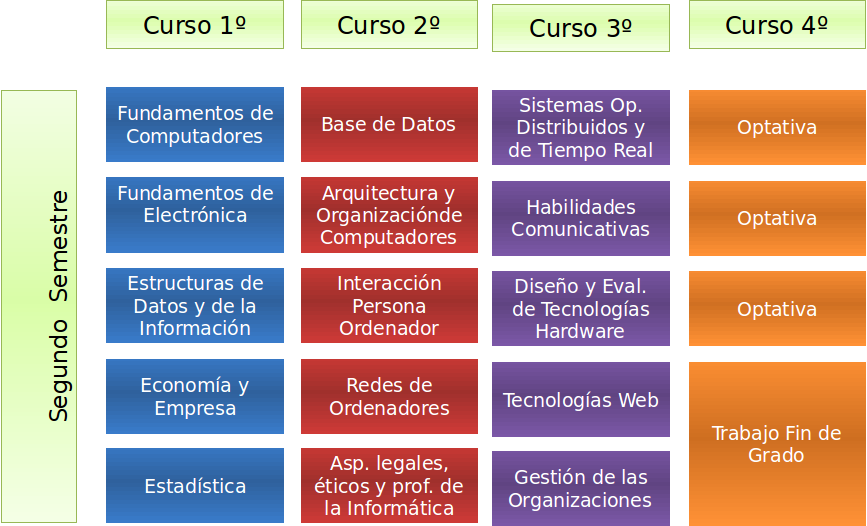 Curso 1º
Curso 2º
Curso 3º
Curso 4º
Segundo Semestre
Fundamentos de
Computadores
Base de Datos
Sistemas Op.
Distribuidos y
de Tiempo Real
Optativa
Fundamentos de
Electrónica
Arquitectura y
Organizaciónde
Computadores
Habilidades
Comunicativas
Optativa
Estructuras de
Datos y de la
Información
Interacción
Persona
Ordenador
Diseño y Eval.
de Tecnologías
Hardware
Optativa
Economía y
Empresa
Redes de
Ordenadores
Tecnologías Web
Trabajo Fin de
Grado
Estadística
Asp. legales,
éticos y prof. de
la Informática
Gestión de las
Organizaciones